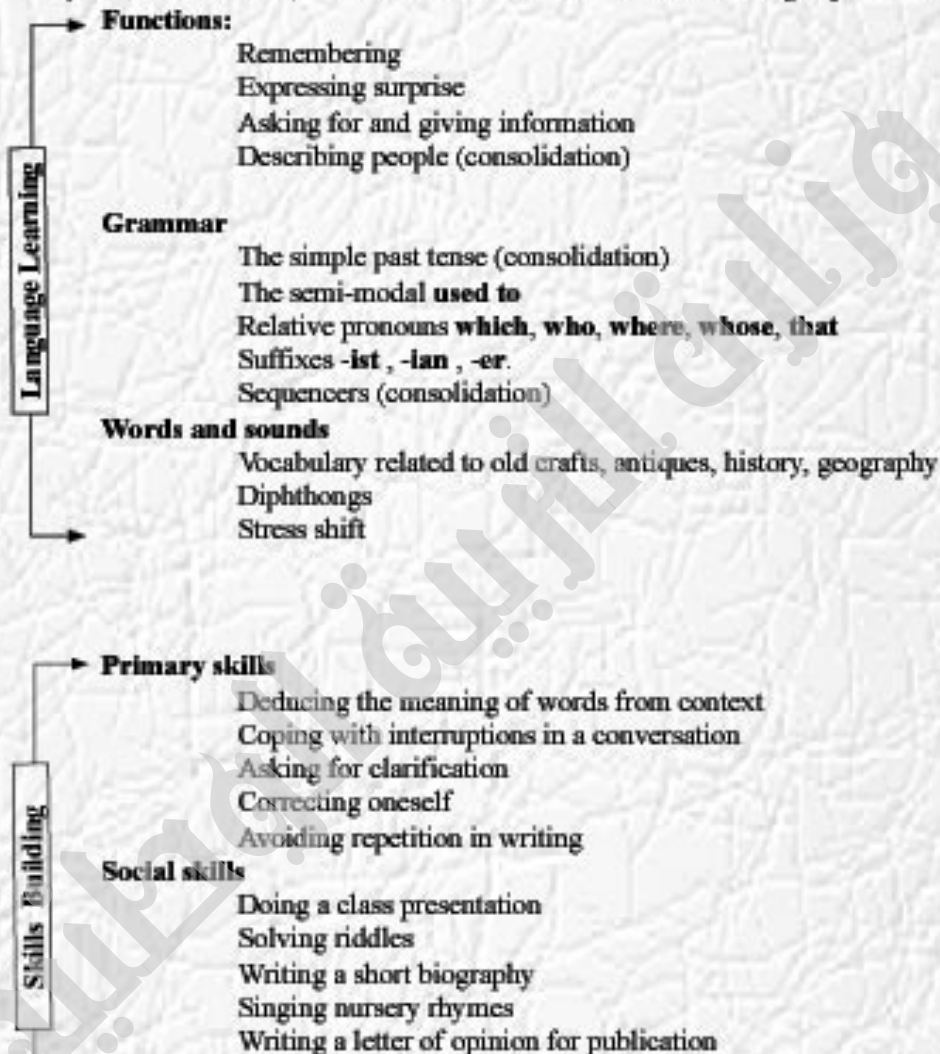 Functions:
Remembering
Expressing surprise
Asking for and giving information
Describing people (consolidation)
Language Learning
Grammar
The simple past tense (consolidation)
The semi-modal used to
Relative pronouns which, who, where, whose, that
Suffixes -ist , -ian , -er.
Sequencers (consolidation)
Words and sounds
Vocabulary related to old crafts, antiques, history, geography
Diphthongs
Stress shift
Primary skills
Deducing the meaning of words from context
Coping with interruptions in a conversation
Asking for clarification
Correcting oneself
Avoiding repetition in writing
Skills Building
Social skills
Doing a class presentation
Solving riddles
Writing a short biography
Singing nursery rhymes
Writing a letter of opinion for publication
وزارة التربية الوطنية